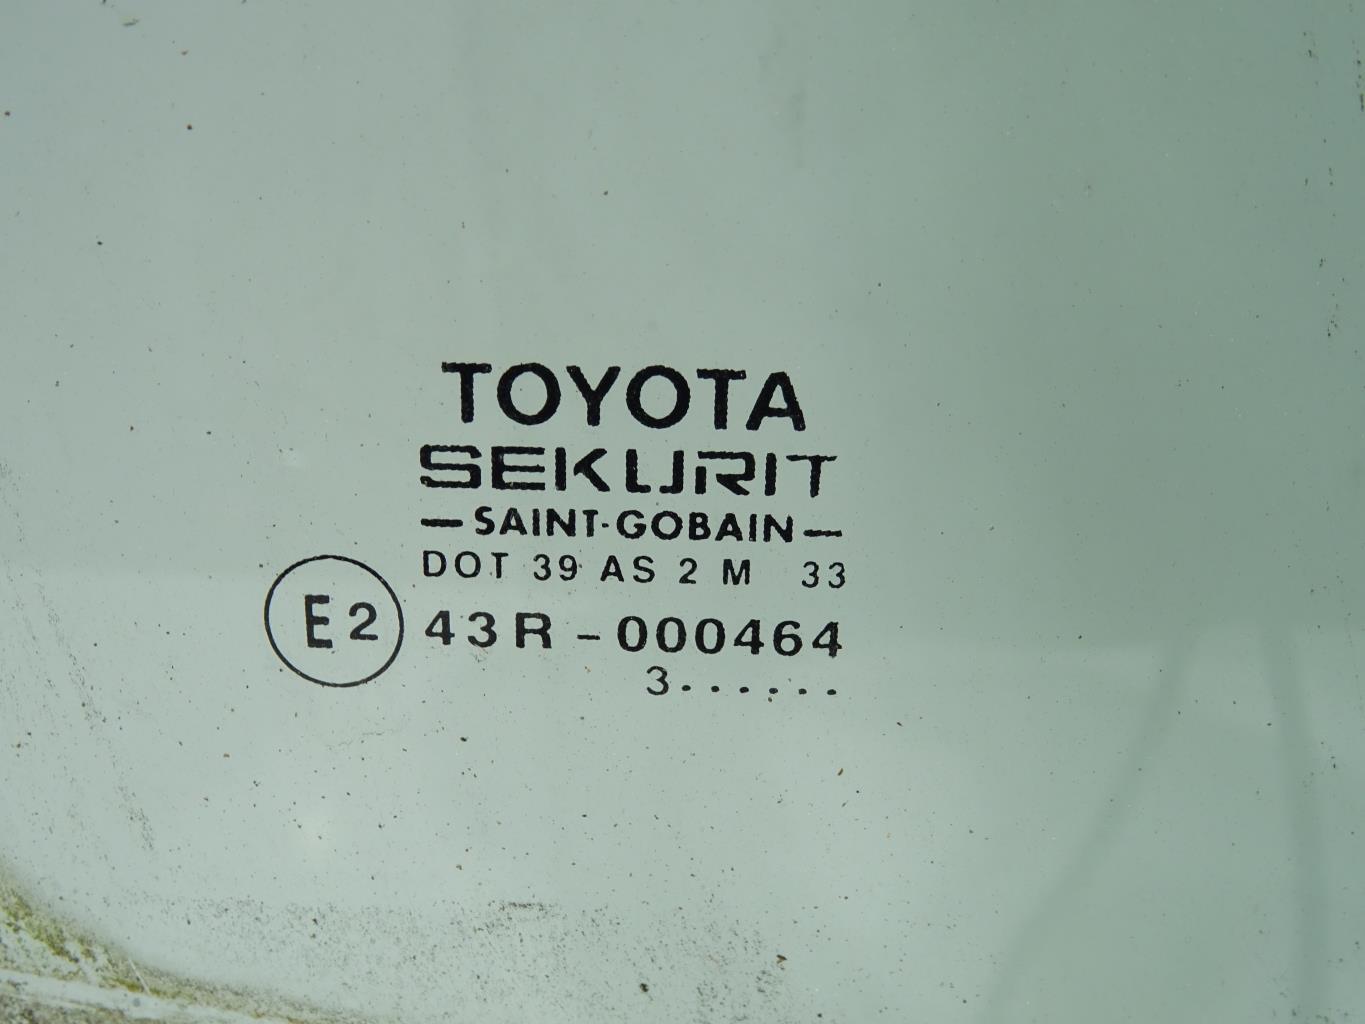 TOYOTA
SEKURIT
—SAINT-GOBAIN—
DOT 39 AS 2 M 33
E2 43R -000464
3......